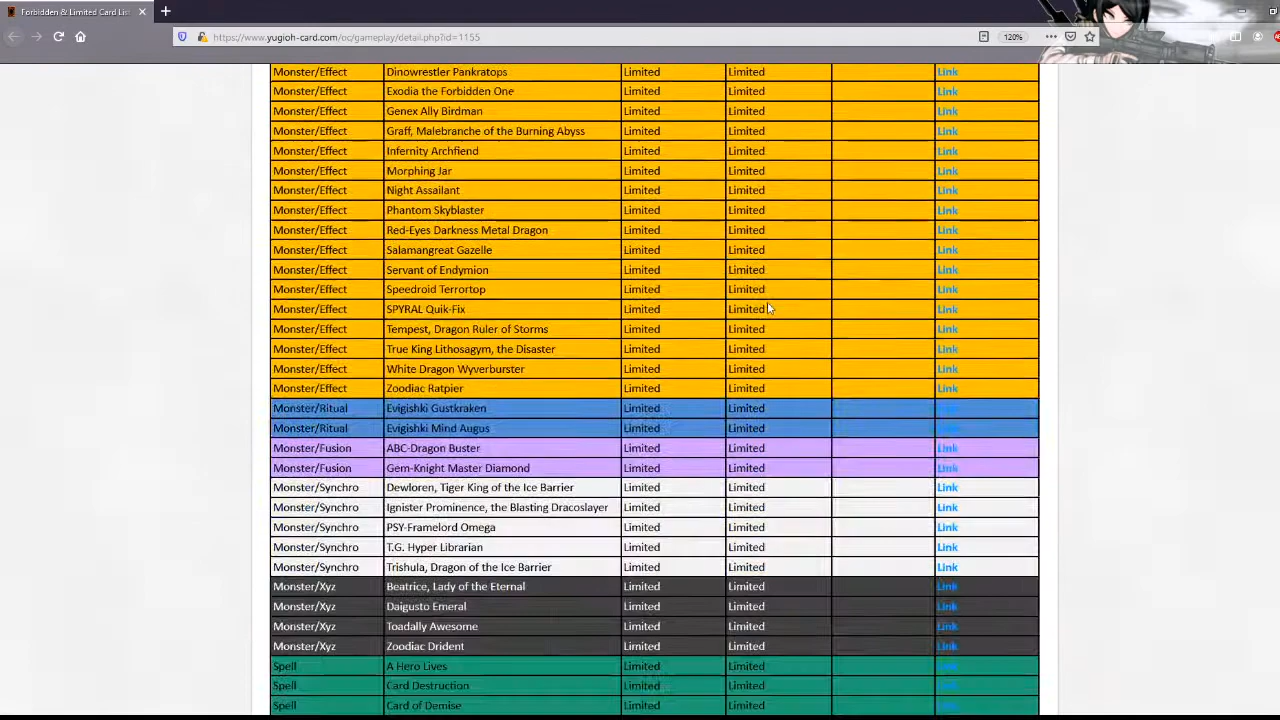 Forbidden & Limited Card List
https://www.yugioh-card.com/oc/gameplay/detail.php?id=1155
120%
Monster/Effect Dinowrestler Pankratops Limited Limited Link
Monster/Effect Exodia the Forbidden One Limited Limited Link
Monster/Effect Genex Ally Birdman Limited Limited Link
Monster/Effect Graff, Malebranche of the Burning Abyss Limited Limited Link
Monster/Effect Infernity Archfiend Limited Limited Link
Monster/Effect Morphing Jar Limited Limited Link
Monster/Effect Night Assailant Limited Limited Link
Monster/Effect Phantom Skyblaster Limited Limited Link
Monster/Effect Red-Eyes Darkness Metal Dragon Limited Limited Link
Monster/Effect Salamangreat Gazelle Limited Limited Link
Monster/Effect Servant of Endymion Limited Limited Link
Monster/Effect Speedroid Terrortop Limited Limited Link
Monster/Effect SPYRAL Quik-Fix Limited Limited Link
Monster/Effect Tempest, Dragon Ruler of Storms Limited Limited Link
Monster/Effect True King Lithosagym, the Disaster Limited Limited Link
Monster/Effect White Dragon Wyverburster Limited Limited Link
Monster/Effect Zoodiac Ratpier Limited Limited Link
Monster/Ritual Evigishki Gustkraken Limited Limited Link
Monster/Ritual Evigishki Mind Augus Limited Limited Link
Monster/Fusion ABC-Dragon Buster Limited Limited Link
Monster/Fusion Gem-Knight Master Diamond Limited Limited Link
Monster/Synchro Dewloren, Tiger King of the Ice Barrier Limited Limited Link
Monster/Synchro Ignister Prominence, the Blasting Dracoslayer Limited Limited Link
Monster/Synchro PSY-Framelord Omega Limited Limited Link
Monster/Synchro T.G. Hyper Librarian Limited Limited Link
Monster/Synchro Trishula, Dragon of the Ice Barrier Limited Limited Link
Monster/Xyz Beatrice, Lady of the Eternal Limited Limited Link
Monster/Xyz Daigusto Emeral Limited Limited Link
Monster/Xyz Toadally Awesome Limited Limited Link
Monster/Xyz Zoodiac Drident Limited Limited Link
Spell A Hero Lives Limited Limited Link
Spell Card Destruction Limited Limited Link
Spell Card of Demise Limited Limited Link